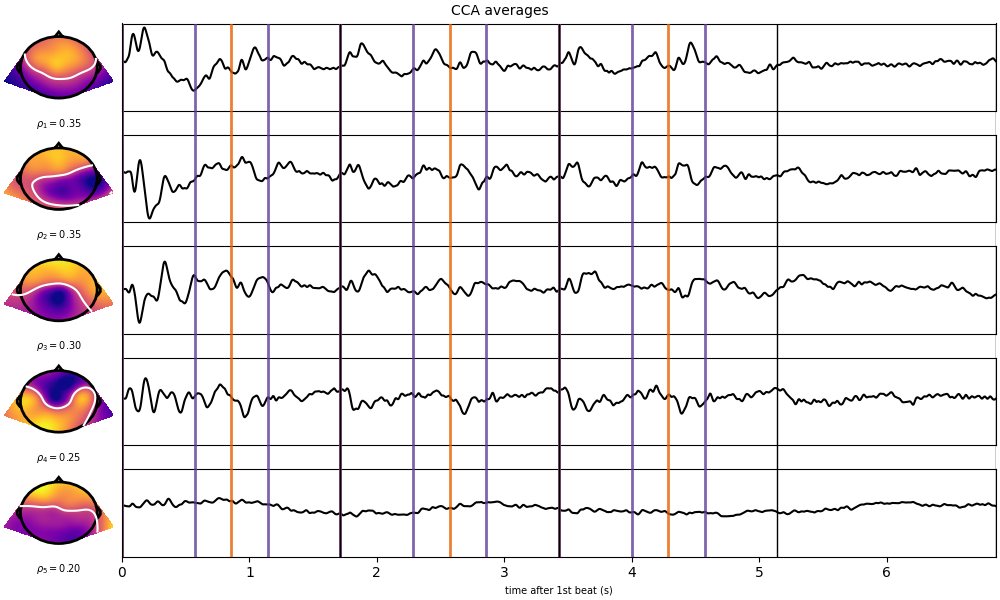 CCA averages
ρ₁ = 0.35
ρ₂ = 0.35
ρ₃ = 0.30
ρ₄ = 0.25
ρ₅ = 0.20
0 1 2 3 4 5 6
time after 1st beat (s)